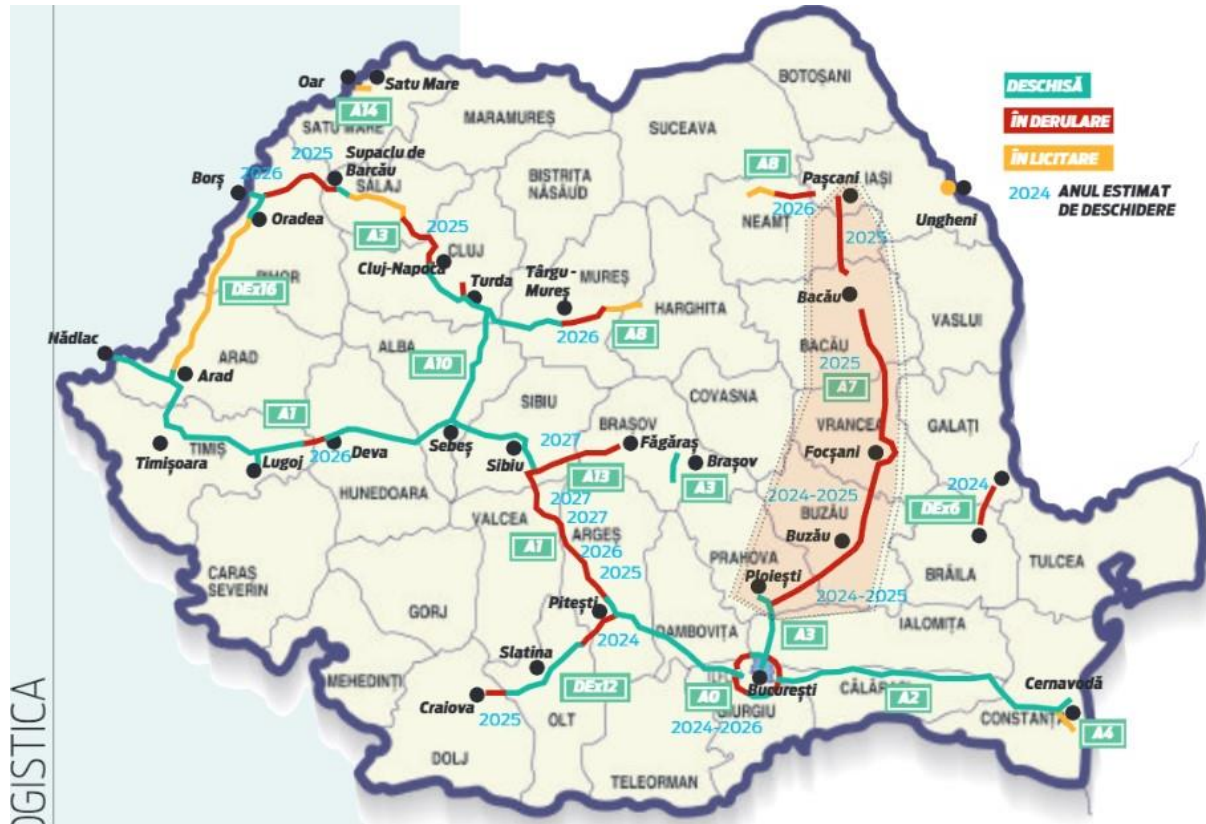 BOTOȘANI
DESCHISĂ
ÎN DERULARE
ÎN LICITARE
2024 ANUL ESTIMAT
DE DESCHIDERE
Oar
Satu Mare
A14
SATU MARE
MARAMUREȘ
SUCEAVA
2025
Supaclu de
Barcău
Borș
2026
SĂLAJ
BISTRIȚA
NĂSĂUD
A8
Pașcani
IAȘI
NEAMȚ
2026
Ungheni
Oradea
A3
2025
CLUJ
2025
Cluj-Napoca
Turda
Târgu-
Mureș
MUREȘ
BIHOR
DEx16
HARGHITA
Bacău
VASLUI
Nădlac
2026
A8
ALBA
BACĂU
ARAD
Arad
A10
2025
A7
COVASNA
A1
SIBIU
BRAȘOV
VRANCEA
GALAȚI
TIMIȘ
Timișoara
Lugoj
2026
Deva
Sebeș
Sibiu
2027
Făgăraș
Brașov
Focșani
A13
A3
HUNEDOARA
2024
2027
2024-2025
DEx6
VALCEA
2027
ARGEȘ
BUZĂU
A1
2026
Buzău
PRAHOVA
2025
CARAȘ
SEVERIN
Ploiești
BRĂILA
TULCEA
GORJ
Pitești
2024-2025
2024
DAMBOVIȚA
A3
IALOMIȚA
Slatina
MEHEDINȚI
DEx12
București
Cernavodă
Craiova
A0
CĂLĂRAȘI
A2
2025
OLT
GIURGIU
CONSTANȚA
2024-2026
A4
DOLJ
TELEORMAN